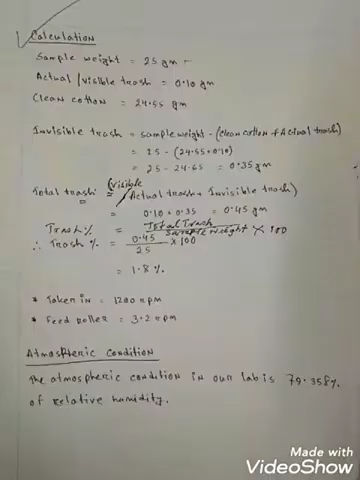 Calculation
Sample weight = 25 gm
Actual/visible trash = 0.10 gm
Clean cotton = 24.55 gm
Invisible trash = sample weight - (clean cotton + Actual trash)
= 25 - (24.55+0.10)
= 25 - 24.65 = 0.35 gm
Total trash = (visible/Actual trash + Invisible trash)
= 0.10 + 0.35 = 0.45 gm
Trash% = Total Trash / Sample weight × 100
∴ Trash % = 0.45 / 25 × 100
= 1.8 %
* Taker in = 1200 rpm
* Feed roller = 3.2 rpm
Atmospheric Condition
The atmospheric condition in our lab is 79.358%
of relative humidity.
Made with
VideoShow